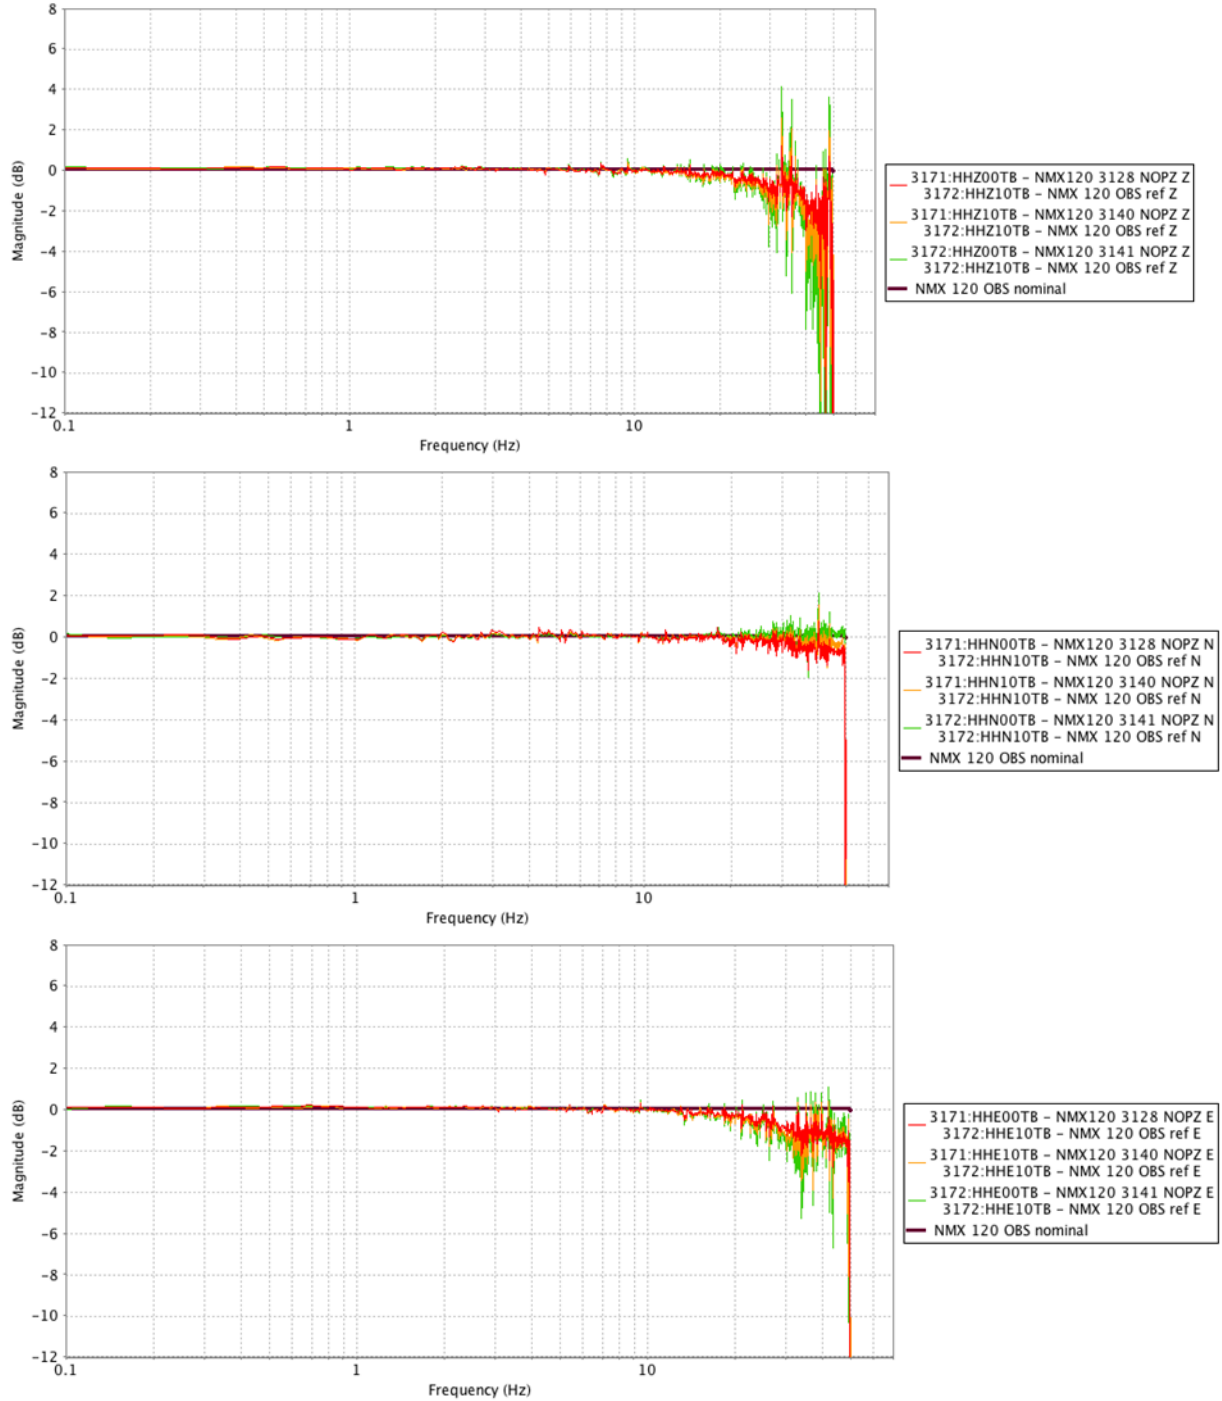 8
6
4
2
0
−2
−4
−6
−8
−10
−12
Magnitude (dB)
0.1
1
10
Frequency (Hz)
3171:HHZ00TB − NMX120 3128 NOPZ Z
3172:HHZ10TB − NMX 120 OBS ref Z
3171:HHZ10TB − NMX120 3140 NOPZ Z
3172:HHZ10TB − NMX 120 OBS ref Z
3172:HHZ00TB − NMX120 3141 NOPZ Z
3172:HHZ10TB − NMX 120 OBS ref Z
NMX 120 OBS nominal
8
6
4
2
0
−2
−4
−6
−8
−10
−12
Magnitude (dB)
0.1
1
10
Frequency (Hz)
3171:HHN00TB − NMX120 3128 NOPZ N
3172:HHN10TB − NMX 120 OBS ref N
3171:HHN10TB − NMX120 3140 NOPZ N
3172:HHN10TB − NMX 120 OBS ref N
3172:HHN00TB − NMX120 3141 NOPZ N
3172:HHN10TB − NMX 120 OBS ref N
NMX 120 OBS nominal
8
6
4
2
0
−2
−4
−6
−8
−10
−12
Magnitude (dB)
0.1
1
10
Frequency (Hz)
3171:HHE00TB − NMX120 3128 NOPZ E
3172:HHE10TB − NMX 120 OBS ref E
3171:HHE10TB − NMX120 3140 NOPZ E
3172:HHE10TB − NMX 120 OBS ref E
3172:HHE00TB − NMX120 3141 NOPZ E
3172:HHE10TB − NMX 120 OBS ref E
NMX 120 OBS nominal